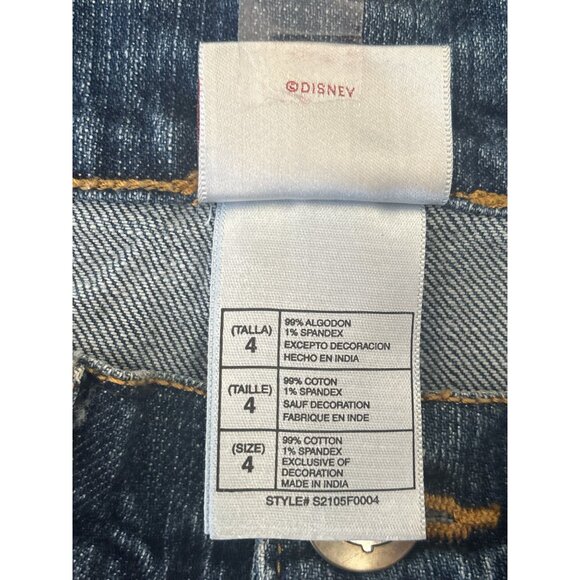 ©DISNEY
(TALLA)
4
99% ALGODON
1% SPANDEX
EXCEPTO DECORACION
HECHO EN INDIA
(TAILLE)
4
99% COTON
1% SPANDEX
SAUF DECORATION
FABRIQUE EN INDE
(SIZE)
4
99% COTTON
1% SPANDEX
EXCLUSIVE OF
DECORATION
MADE IN INDIA
STYLE# S2105F0004